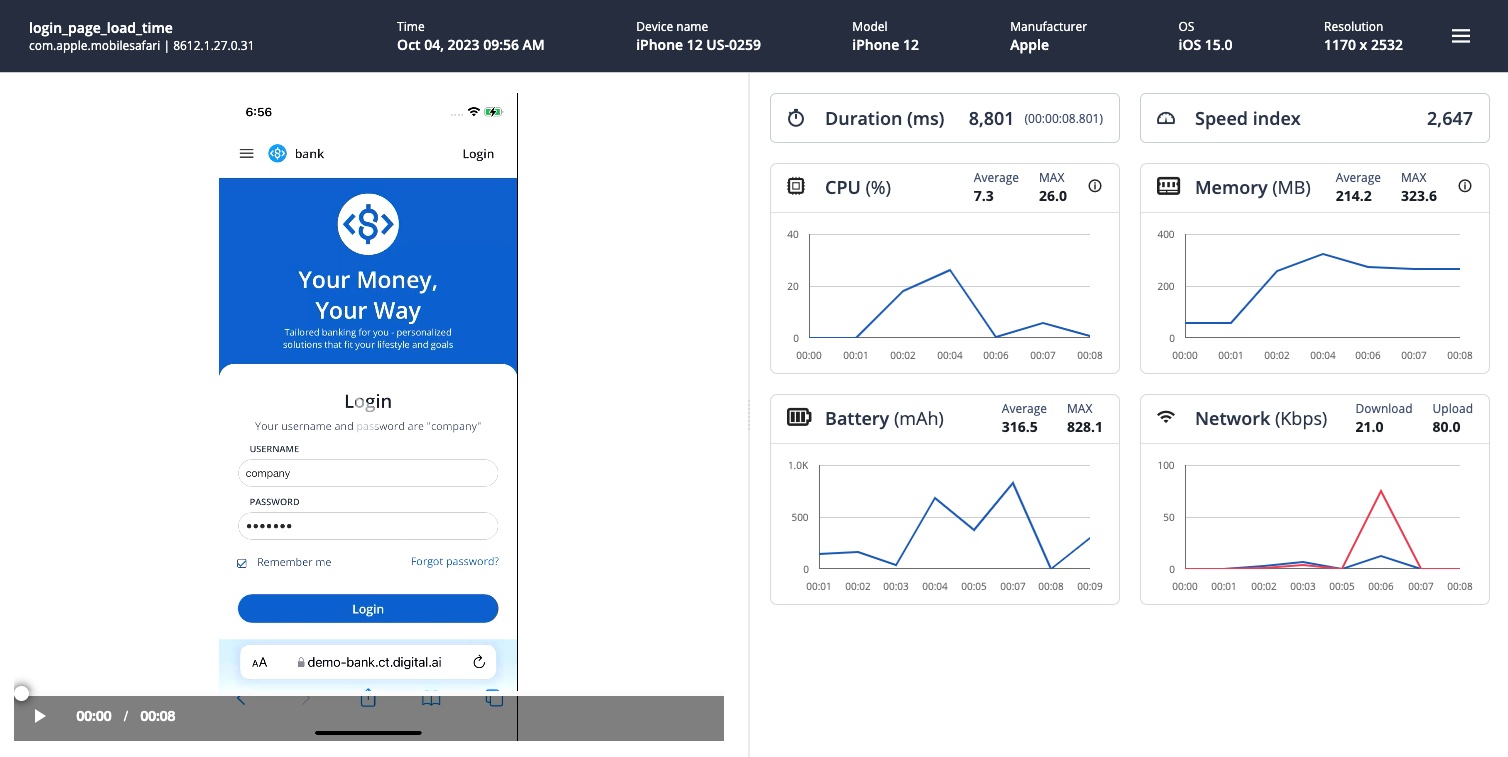 login_page_load_time
com.apple.mobilesafari | 8612.1.27.0.31
Time
Oct 04, 2023 09:56 AM
Device name
iPhone 12 US-0259
Model
iPhone 12
Manufacturer
Apple
OS
iOS 15.0
Resolution
1170 x 2532
6:56
bank
Login
Your Money,
Your Way
Tailored banking for you - personalized
solutions that fit your lifestyle and goals
Login
Your username and password are "company"
USERNAME
company
PASSWORD
•••••••
Remember me
Forgot password?
Login
AA
demo-bank.ct.digital.ai
00:00 / 00:08
Duration (ms) 8,801 (00:00:08.801)
Speed index 2,647
CPU (%)
Average
7.3
MAX
26.0
40
20
0
00:00 00:01 00:02 00:04 00:06 00:07 00:08
Memory (MB)
Average
214.2
MAX
323.6
400
200
0
00:00 00:01 00:02 00:04 00:06 00:07 00:08
Battery (mAh)
Average
316.5
MAX
828.1
1.0K
500
0
00:01 00:02 00:03 00:04 00:05 00:07 00:08 00:09
Network (Kbps)
Download
21.0
Upload
80.0
100
50
0
00:00 00:01 00:02 00:03 00:05 00:06 00:07 00:08